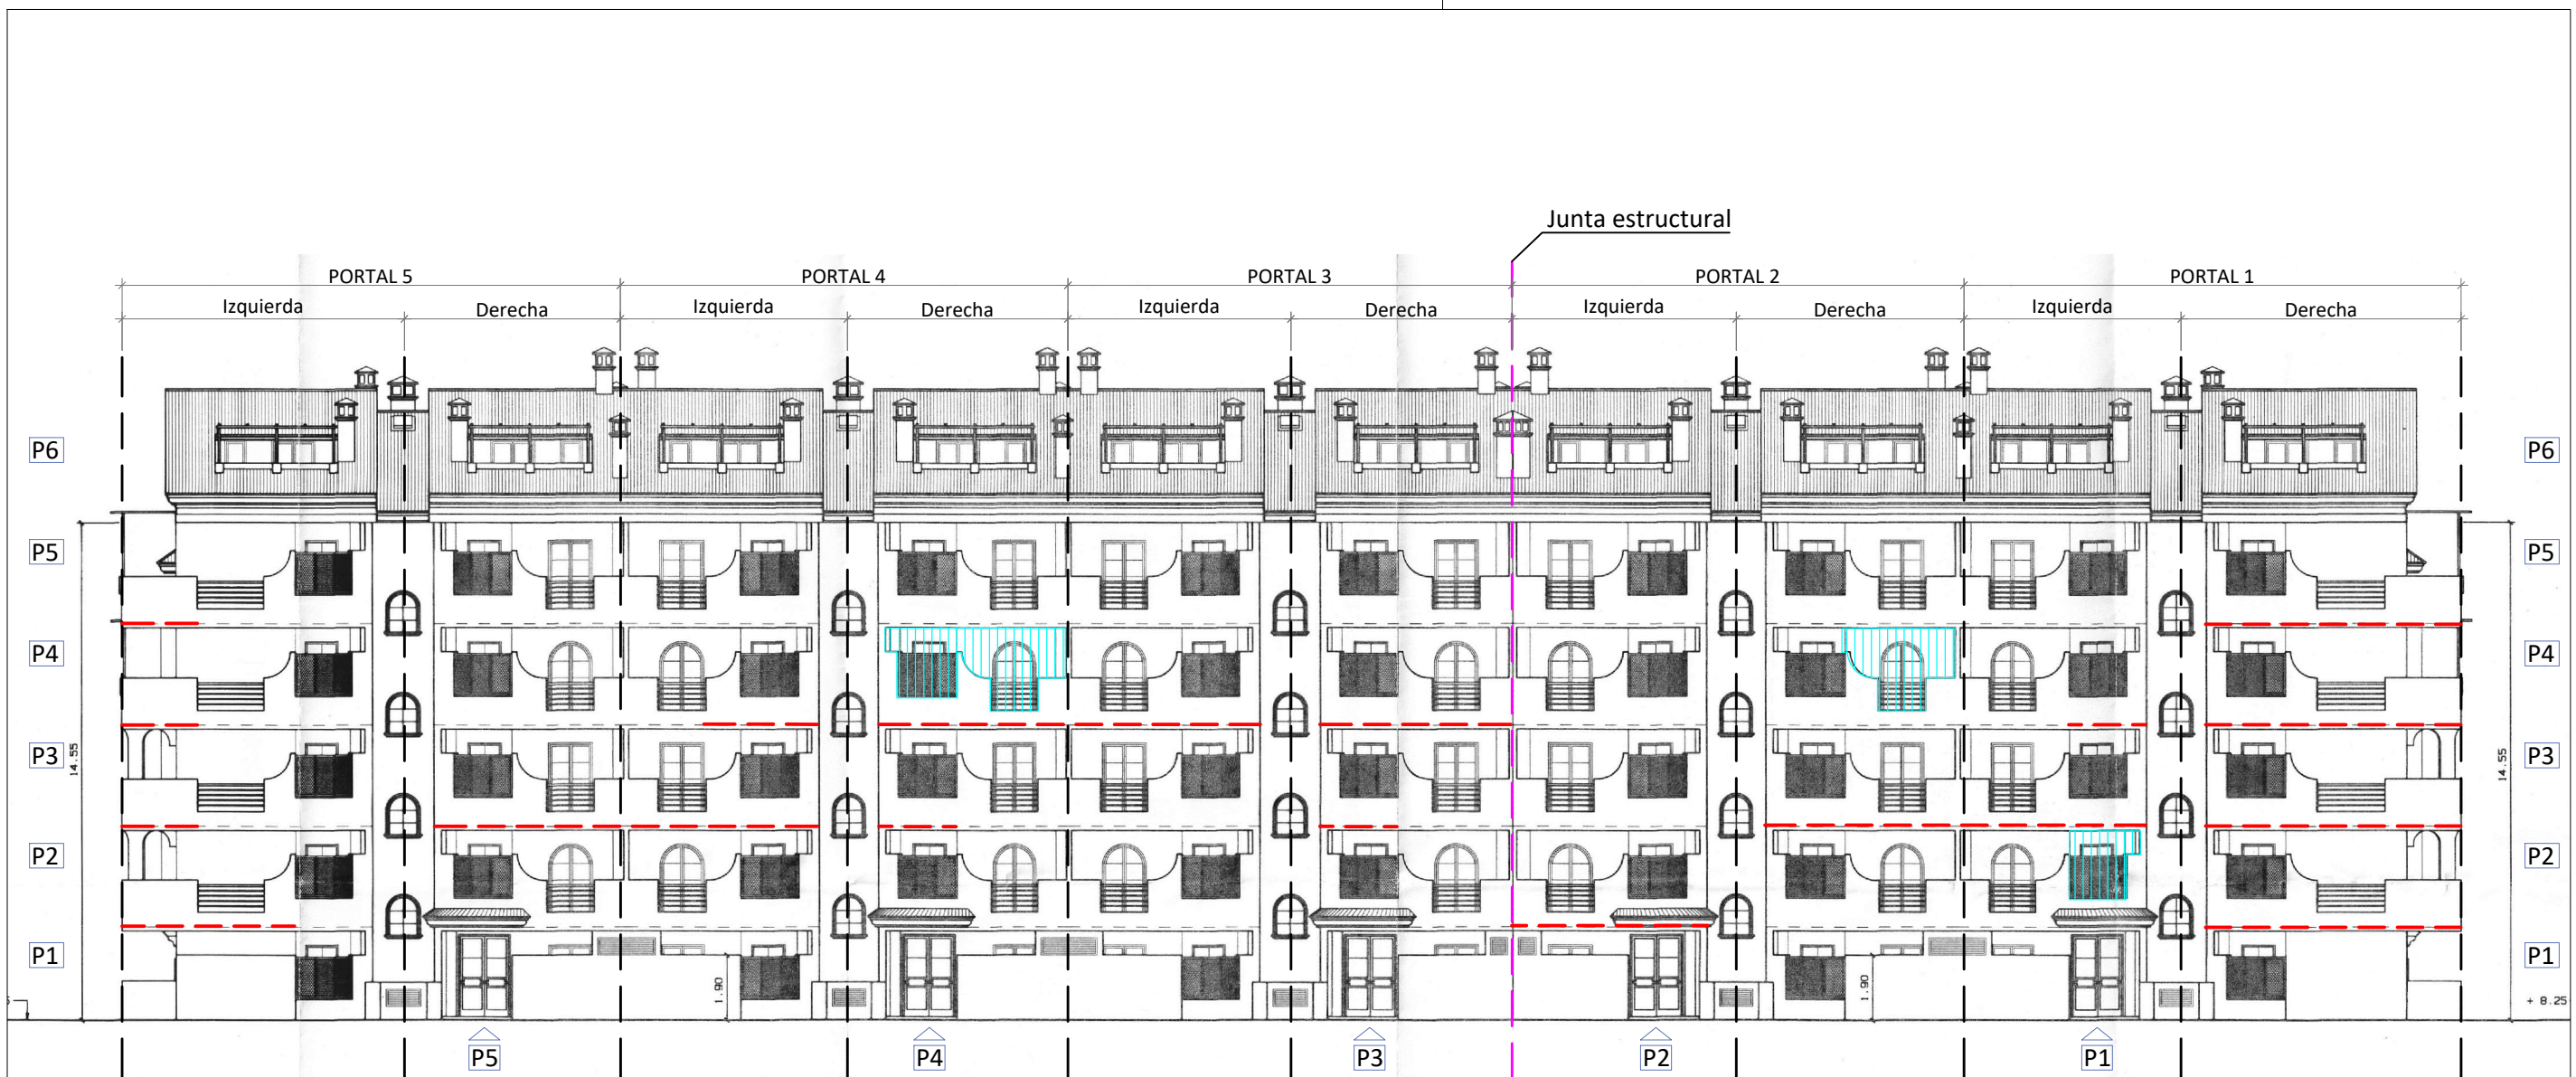 Junta estructural
PORTAL 5 PORTAL 4 PORTAL 3 PORTAL 2 PORTAL 1
Izquierda Derecha Izquierda Derecha Izquierda Derecha Izquierda Derecha Izquierda Derecha
P6 P6
P5 P5
P4 P4
P3 P3
14.55 14.55
P2 P2
P1 P1
1.90 1.90
+ 8.25
P5 P4 P3 P2 P1